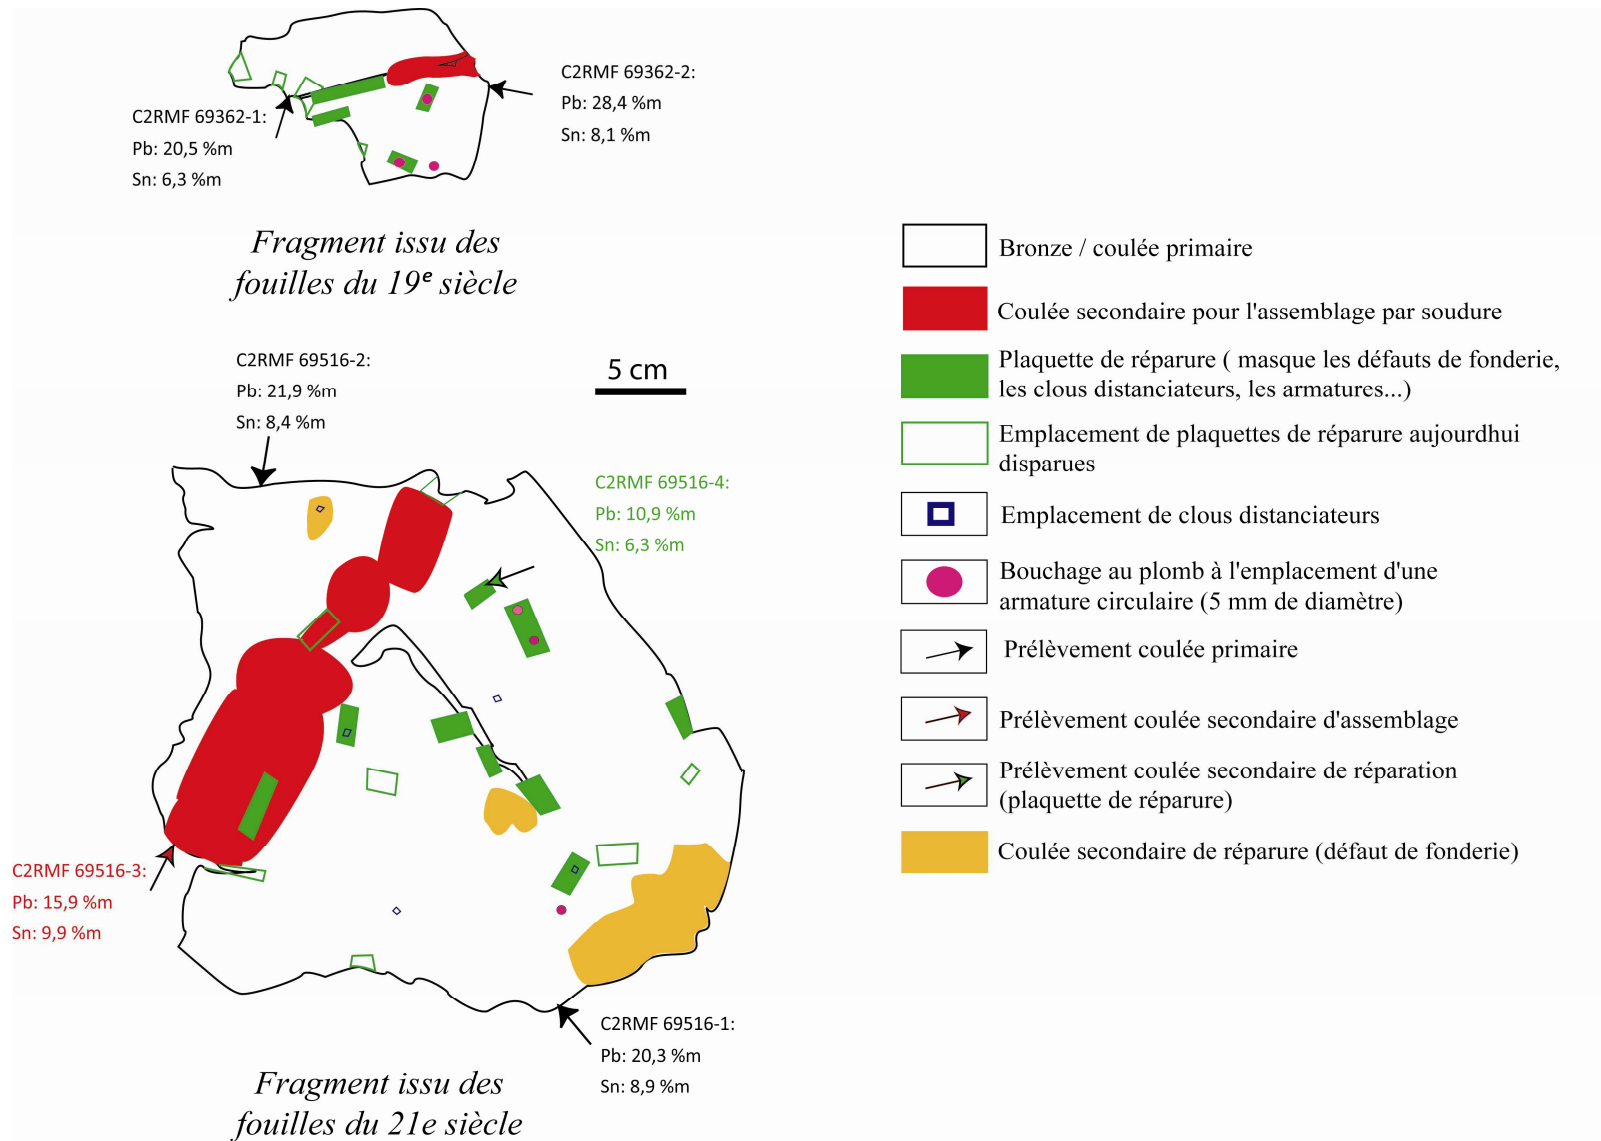 C2RMF 69362-1:
Pb: 20,5 %m
Sn: 6,3 %m
C2RMF 69362-2:
Pb: 28,4 %m
Sn: 8,1 %m
Fragment issu des
fouilles du 19e siècle
C2RMF 69516-2:
Pb: 21,9 %m
Sn: 8,4 %m
5 cm
C2RMF 69516-4:
Pb: 10,9 %m
Sn: 6,3 %m
C2RMF 69516-3:
Pb: 15,9 %m
Sn: 9,9 %m
C2RMF 69516-1:
Pb: 20,3 %m
Sn: 8,9 %m
Fragment issu des
fouilles du 21e siècle
Bronze / coulée primaire
Coulée secondaire pour l'assemblage par soudure
Plaquette de réparure ( masque les défauts de fonderie,
les clous distanciateurs, les armatures...)
Emplacement de plaquettes de réparure aujourdhui
disparues
Emplacement de clous distanciateurs
Bouchage au plomb à l'emplacement d'une
armature circulaire (5 mm de diamètre)
Prélèvement coulée primaire
Prélèvement coulée secondaire d'assemblage
Prélèvement coulée secondaire de réparation
(plaquette de réparure)
Coulée secondaire de réparure (défaut de fonderie)